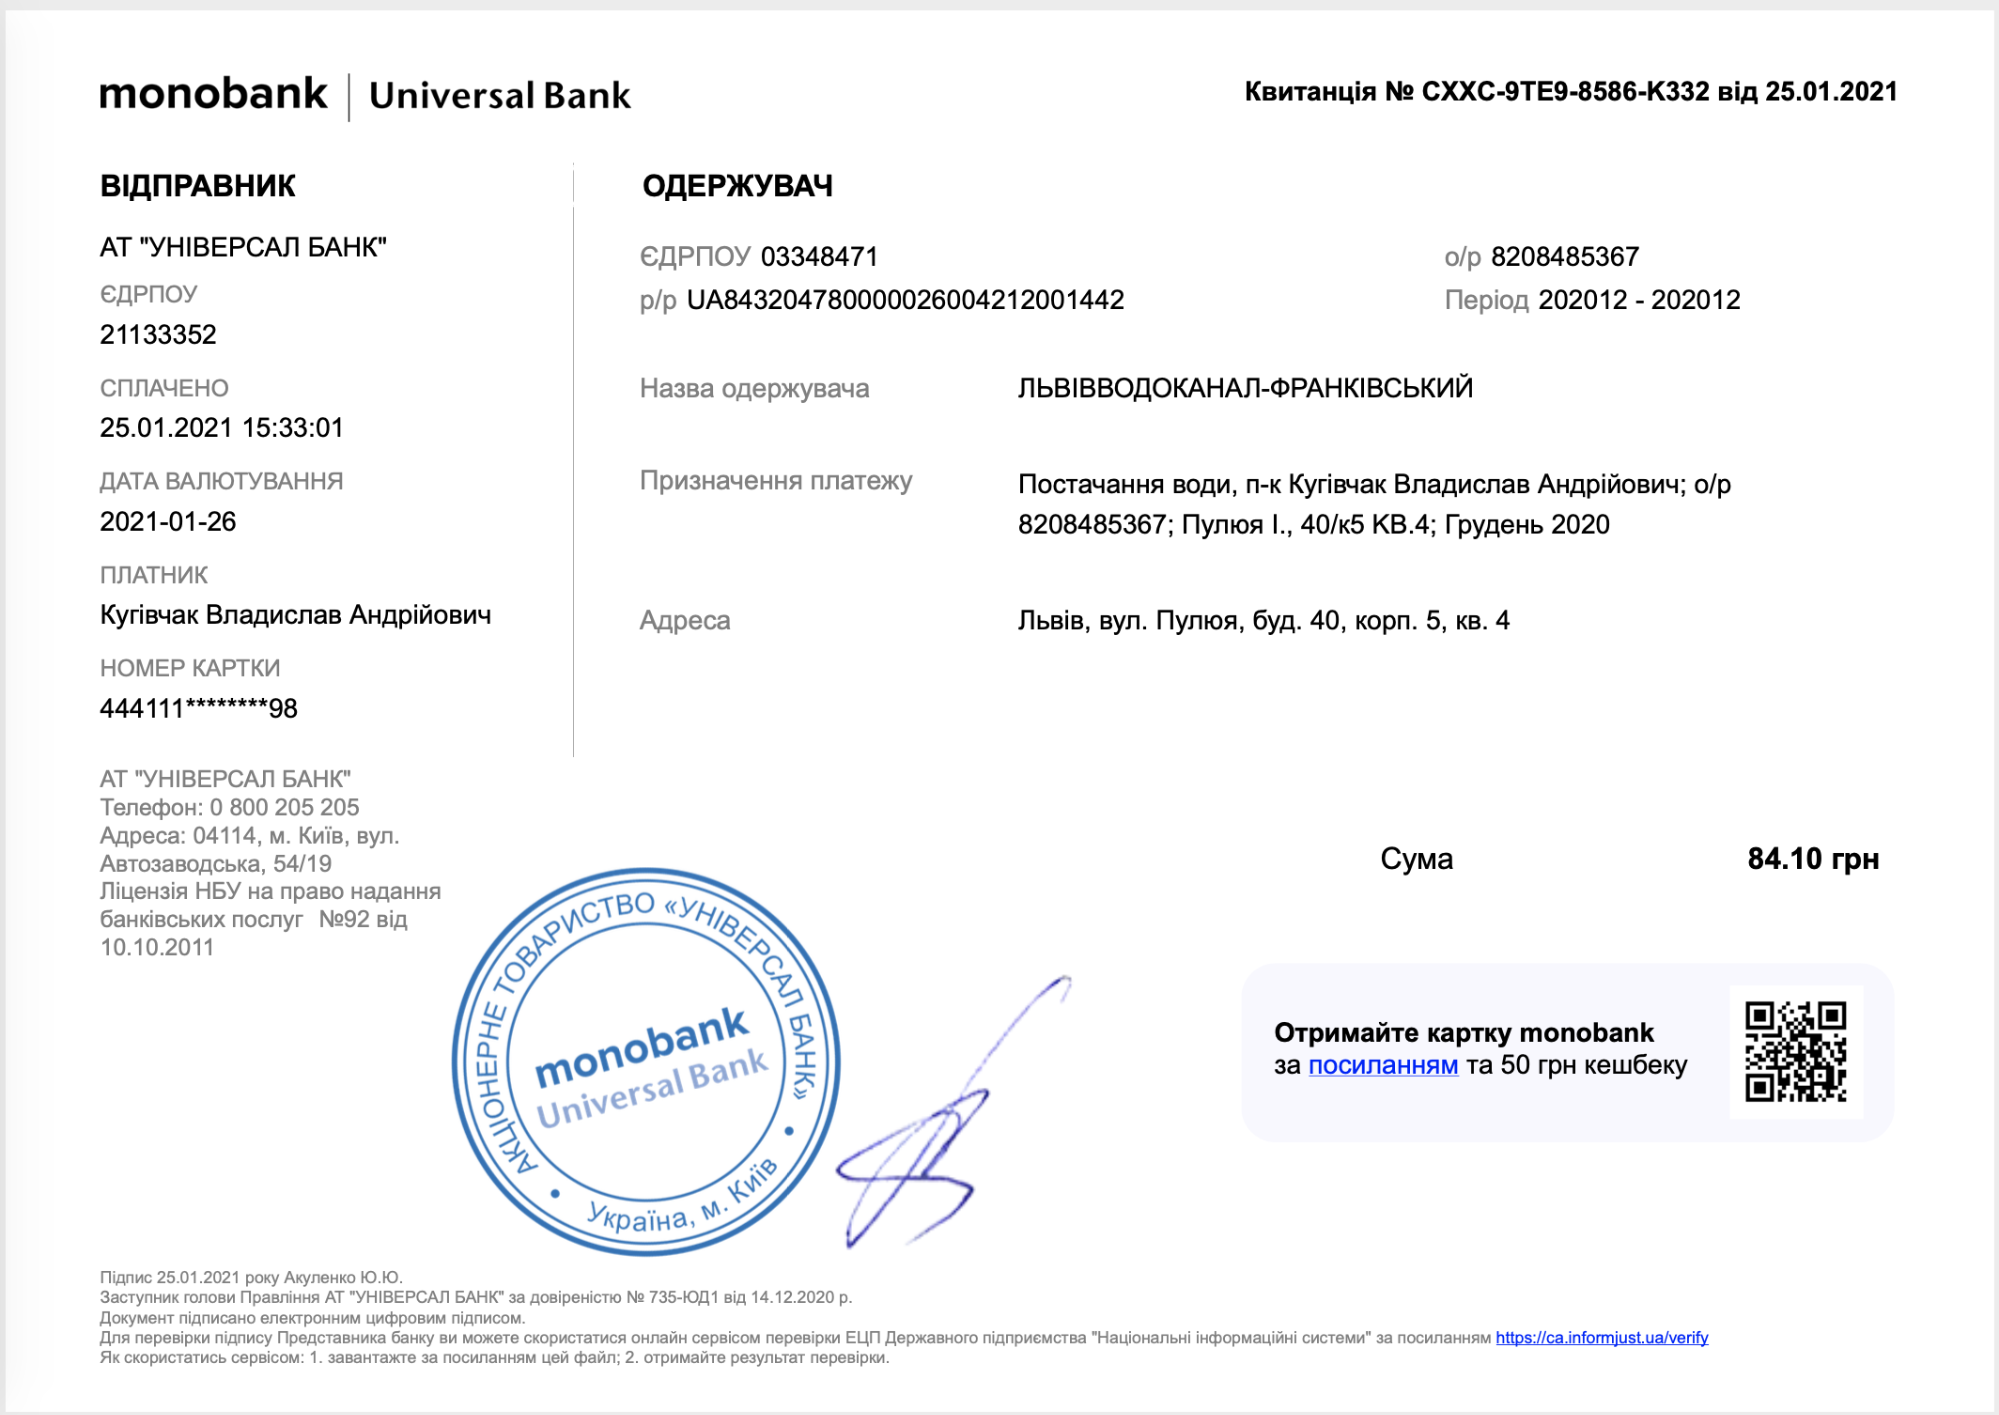 monobank | Universal Bank
Квитанція № CXXC-9TE9-8586-K332 від 25.01.2021
ВІДПРАВНИК
АТ "УНІВЕРСАЛ БАНК"
ЄДРПОУ
21133352
СПЛАЧЕНО
25.01.2021 15:33:01
ДАТА ВАЛЮТУВАННЯ
2021-01-26
ПЛАТНИК
Кугівчак Владислав Андрійович
НОМЕР КАРТКИ
444111********98
АТ "УНІВЕРСАЛ БАНК"
Телефон: 0 800 205 205
Адреса: 04114, м. Київ, вул.
Автозаводська, 54/19
Ліцензія НБУ на право надання
банківських послуг №92 від
10.10.2011
ОДЕРЖУВАЧ
ЄДРПОУ 03348471
о/р 8208485367
р/р UA843204780000026004212001442
Період 202012 - 202012
Назва одержувача
ЛЬВІВВОДОКАНАЛ-ФРАНКІВСЬКИЙ
Призначення платежу
Постачання води, п-к Кугівчак Владислав Андрійович; о/р
8208485367; Пулюя І., 40/к5 КВ.4; Грудень 2020
Адреса
Львів, вул. Пулюя, буд. 40, корп. 5, кв. 4
Сума
84.10 грн
АКЦІОНЕРНЕ ТОВАРИСТВО «УНІВЕРСАЛ БАНК»
monobank
Universal Bank
Україна, м. Київ
Отримайте картку monobank
за посиланням та 50 грн кешбеку
Підпис 25.01.2021 року Акуленко Ю.Ю.
Заступник голови Правління АТ "УНІВЕРСАЛ БАНК" за довіреністю № 735-ЮД1 від 14.12.2020 р.
Документ підписано електронним цифровим підписом.
Для перевірки підпису Представника банку ви можете скористатися онлайн сервісом перевірки ЕЦП Державного підприємства "Національні інформаційні системи" за посиланням https://ca.informjust.ua/verify
Як скористатись сервісом: 1. завантажте за посиланням цей файл; 2. отримайте результат перевірки.